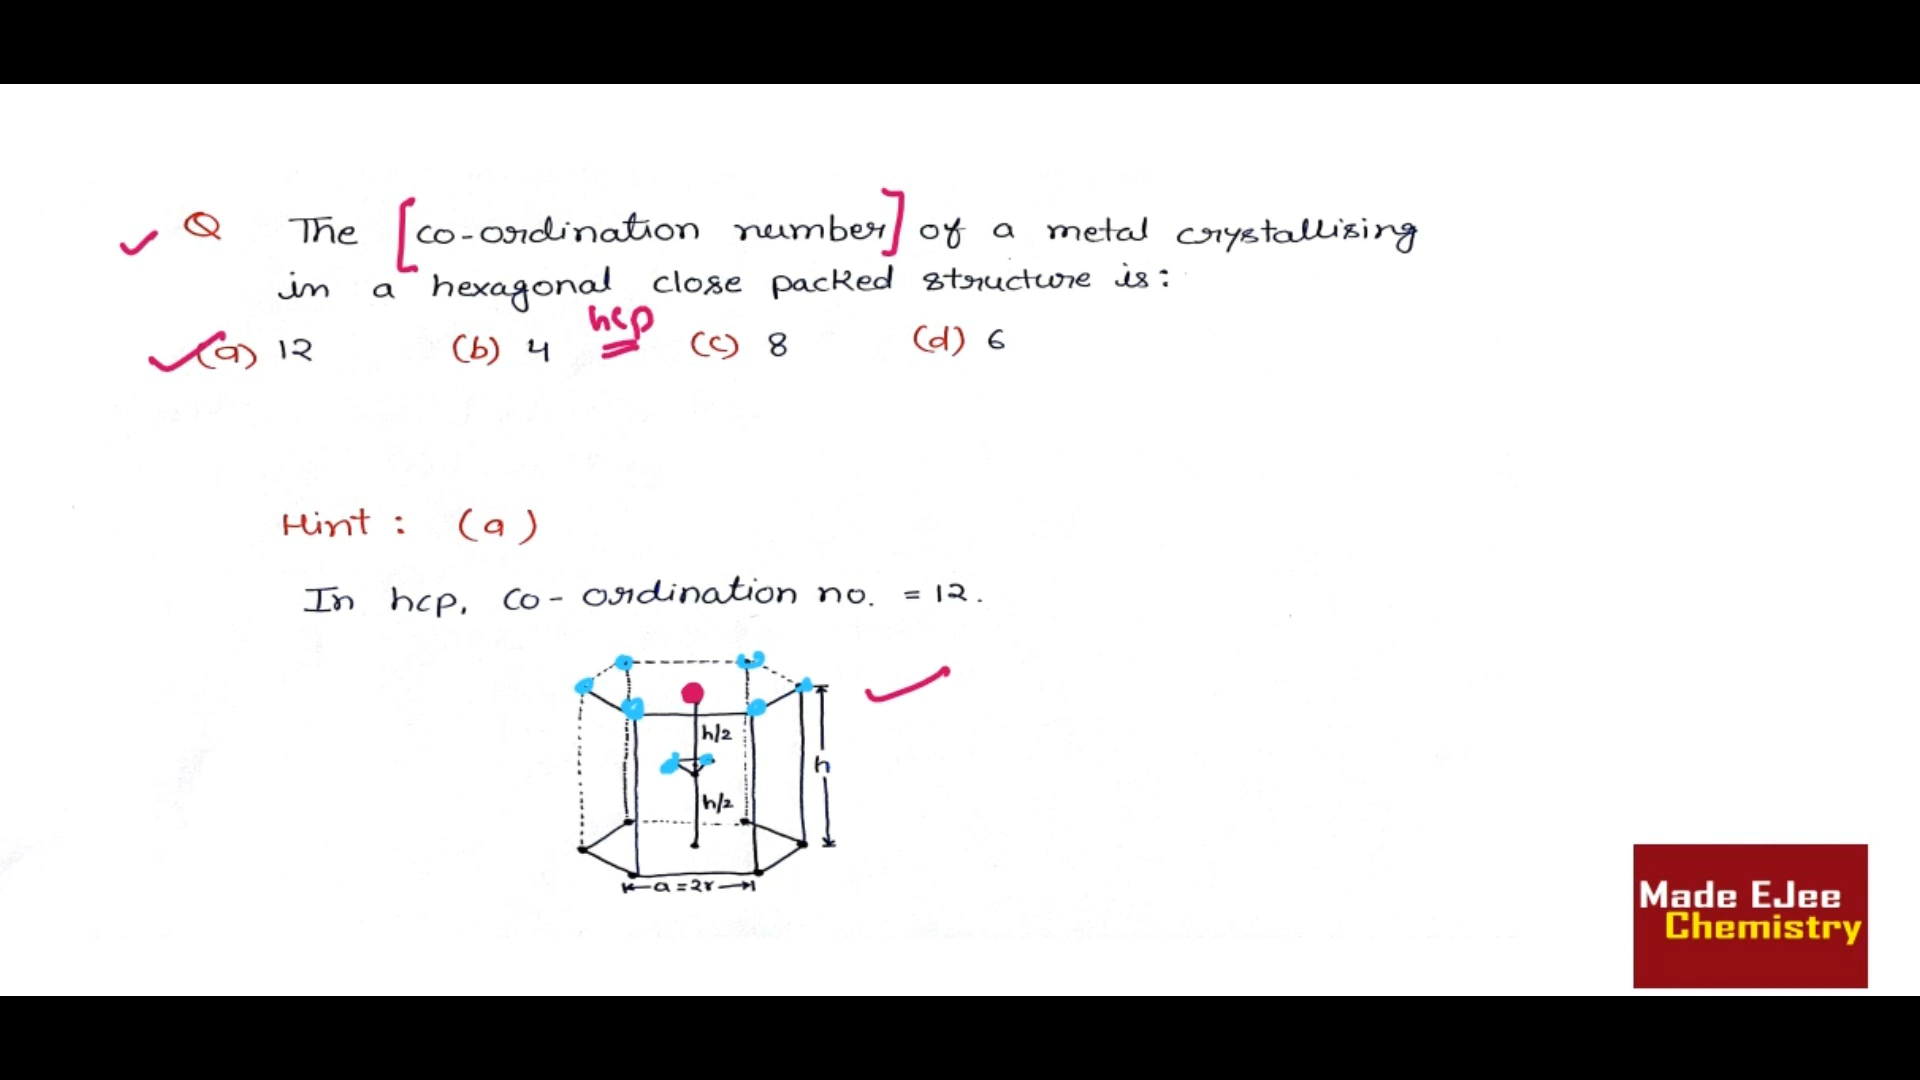 Q The [co-ordination number] of a metal crystallising
in a hexagonal close packed structure is:
hcp
(a) 12 (b) 4 (c) 8 (d) 6
Hint : (a)
In hcp, co-ordination no. = 12.
h/2
h
h/2
a = 2r
Made EJee
Chemistry